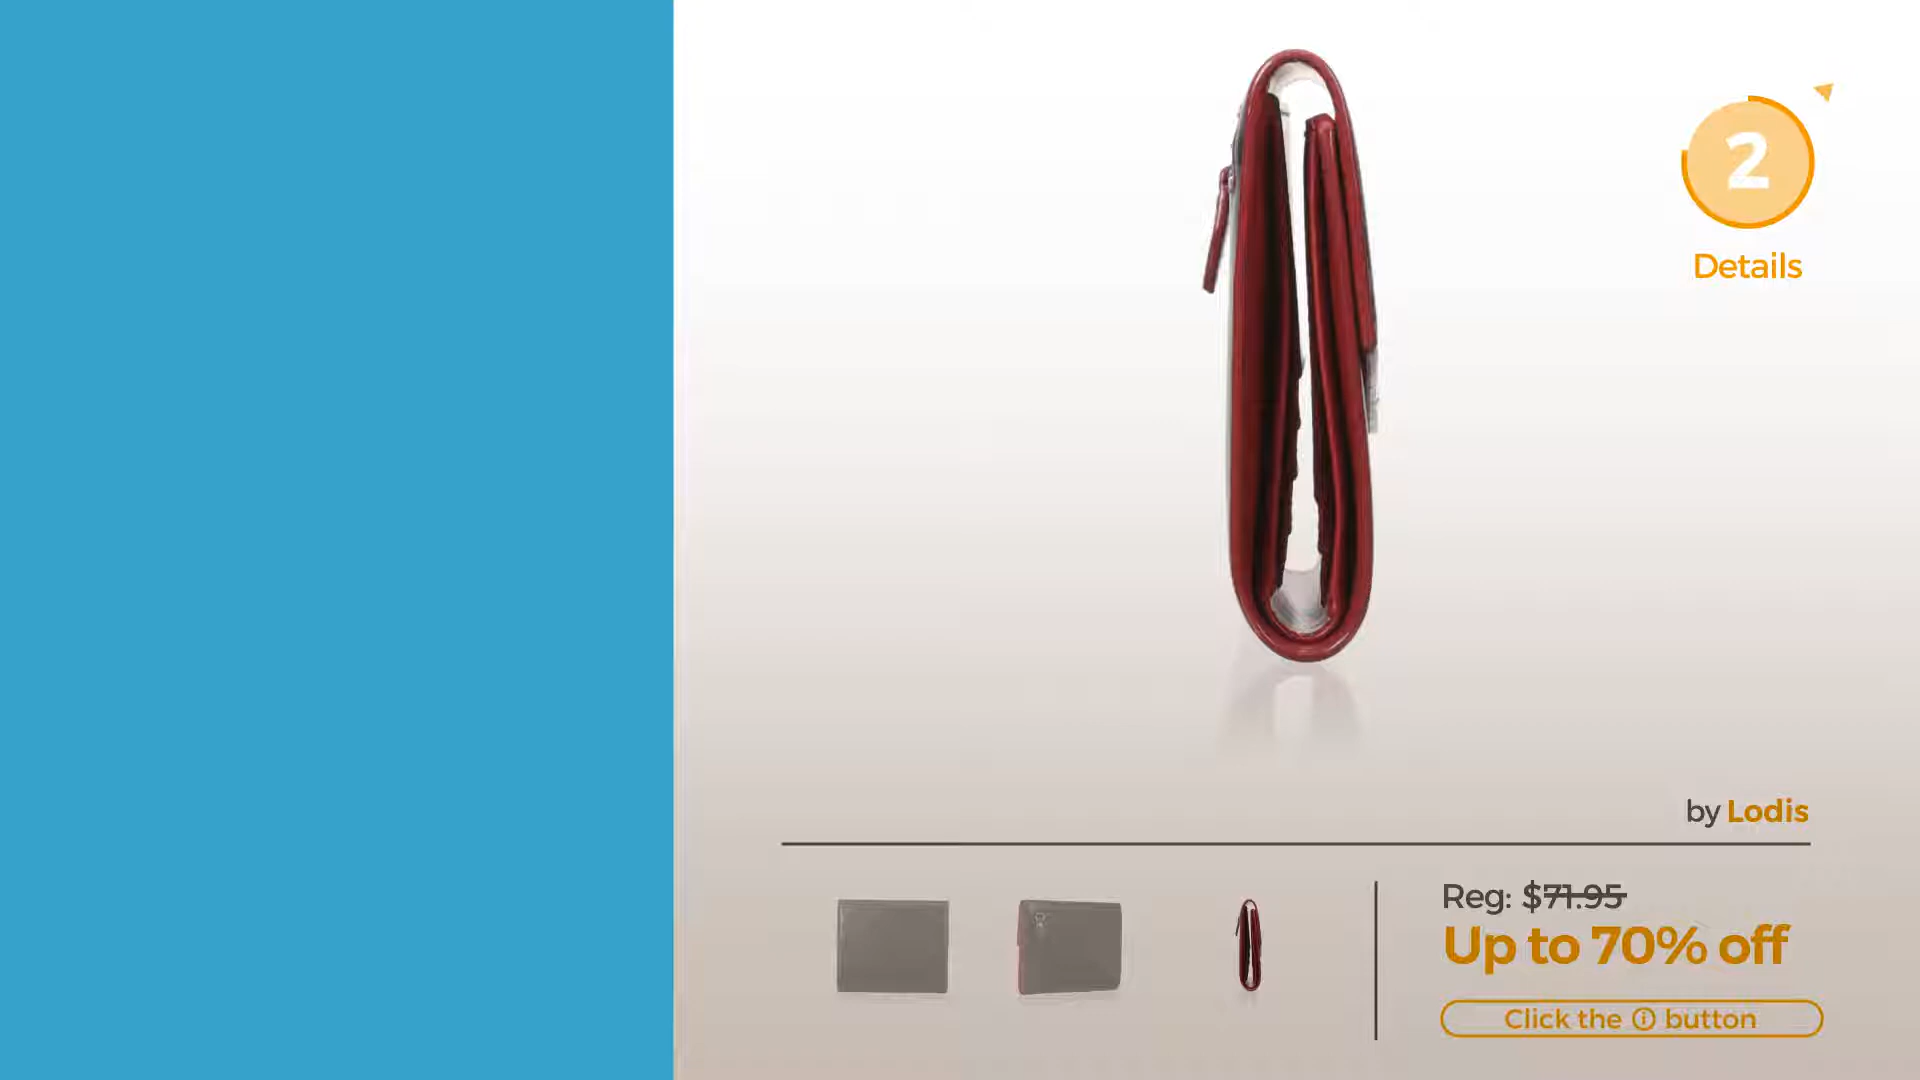 2
Details
by Lodis
Reg: $71.95
Up to 70% off
Click the ⓘ button